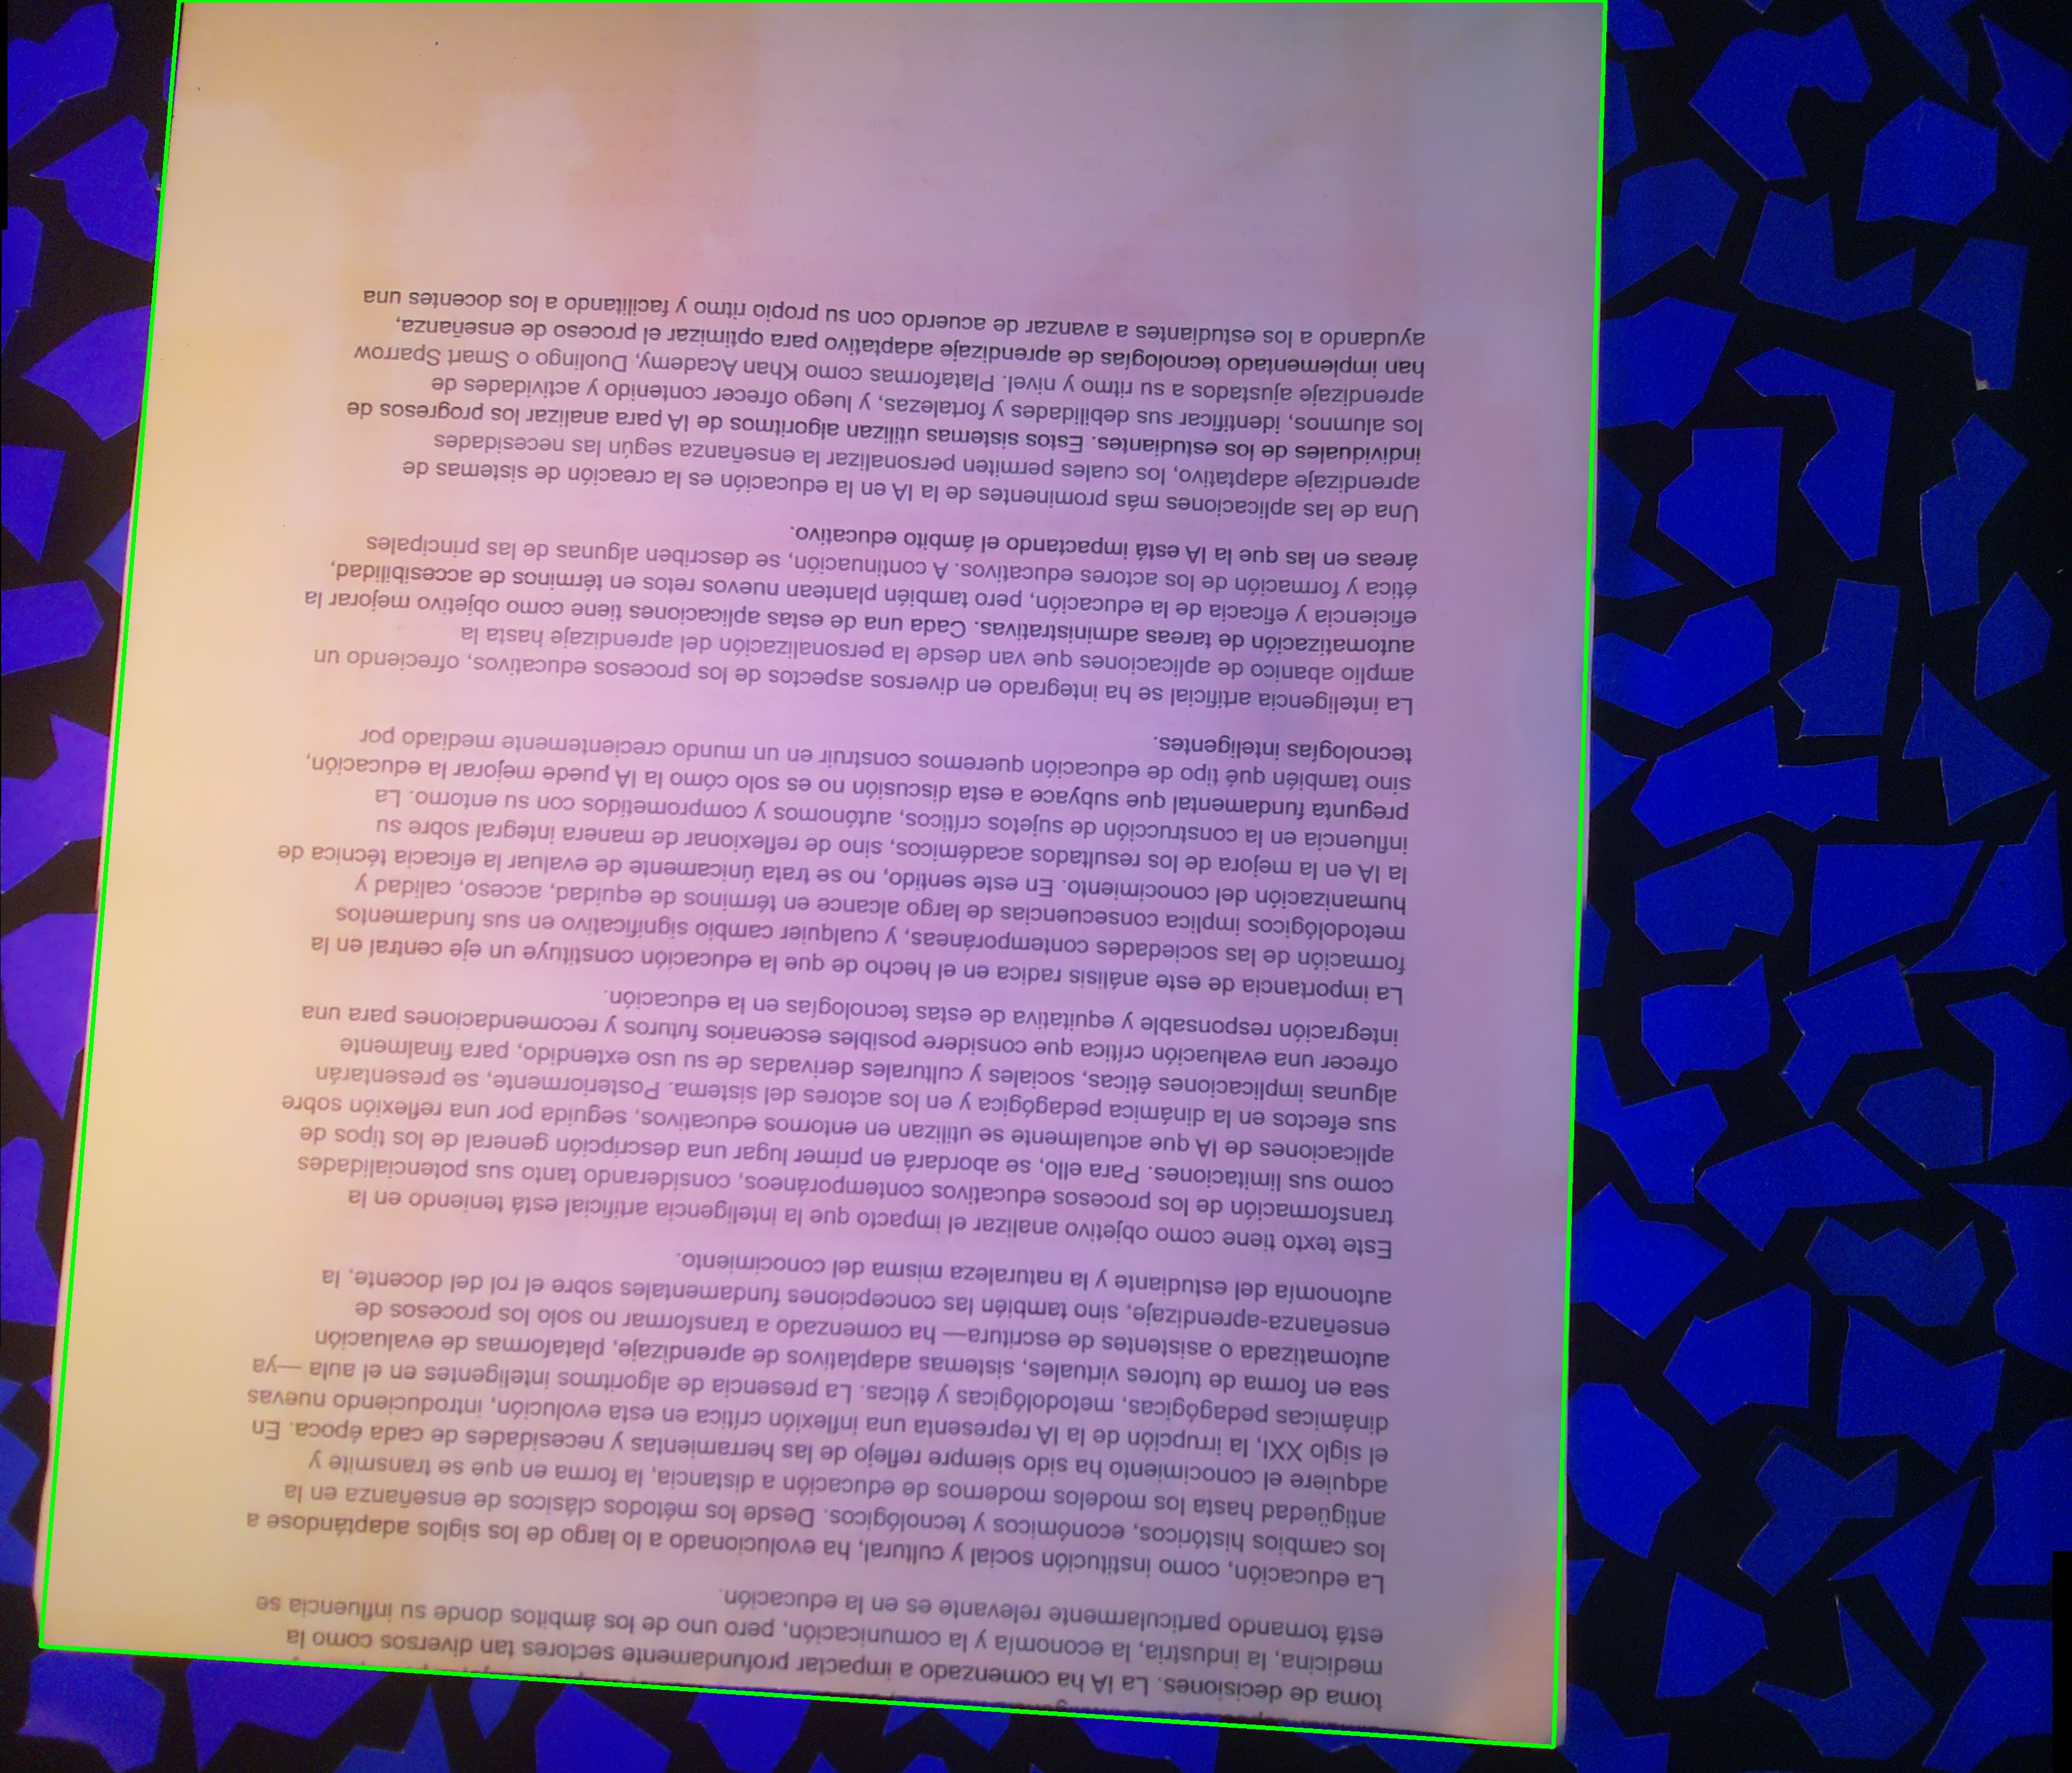 toma de decisiones. La IA ha comenzado a impactar profundamente sectores tan diversos como la
medicina, la industria, la economía y la comunicación, pero uno de los ámbitos donde su influencia se
está tornando particularmente relevante es en la educación.
La educación, como institución social y cultural, ha evolucionado a lo largo de los siglos adaptándose a
los cambios históricos, económicos y tecnológicos. Desde los métodos clásicos de enseñanza en la
antigüedad hasta los modelos modernos de educación a distancia, la forma en que se transmite y
adquiere el conocimiento ha sido siempre reflejo de las herramientas y necesidades de cada época. En
el siglo XXI, la irrupción de la IA representa una inflexión crítica en esta evolución, introduciendo nuevas
dinámicas pedagógicas, metodológicas y éticas. La presencia de algoritmos inteligentes en el aula —ya
sea en forma de tutores virtuales, sistemas adaptativos de aprendizaje, plataformas de evaluación
automatizada o asistentes de escritura— ha comenzado a transformar no solo los procesos de
enseñanza-aprendizaje, sino también las concepciones fundamentales sobre el rol del docente, la
autonomía del estudiante y la naturaleza misma del conocimiento.
Este texto tiene como objetivo analizar el impacto que la inteligencia artificial está teniendo en la
transformación de los procesos educativos contemporáneos, considerando tanto sus potencialidades
como sus limitaciones. Para ello, se abordará en primer lugar una descripción general de los tipos de
aplicaciones de IA que actualmente se utilizan en entornos educativos, seguida por una reflexión sobre
sus efectos en la dinámica pedagógica y en los actores del sistema. Posteriormente, se presentarán
algunas implicaciones éticas, sociales y culturales derivadas de su uso extendido, para finalmente
ofrecer una evaluación crítica que considere posibles escenarios futuros y recomendaciones para una
integración responsable y equitativa de estas tecnologías en la educación.
La importancia de este análisis radica en el hecho de que la educación constituye un eje central en la
formación de las sociedades contemporáneas, y cualquier cambio significativo en sus fundamentos
metodológicos implica consecuencias de largo alcance en términos de equidad, acceso, calidad y
humanización del conocimiento. En este sentido, no se trata únicamente de evaluar la eficacia técnica de
la IA en la mejora de los resultados académicos, sino de reflexionar de manera integral sobre su
influencia en la construcción de sujetos críticos, autónomos y comprometidos con su entorno. La
pregunta fundamental que subyace a esta discusión no es solo cómo la IA puede mejorar la educación,
sino también qué tipo de educación queremos construir en un mundo crecientemente mediado por
tecnologías inteligentes.
La inteligencia artificial se ha integrado en diversos aspectos de los procesos educativos, ofreciendo un
amplio abanico de aplicaciones que van desde la personalización del aprendizaje hasta la
automatización de tareas administrativas. Cada una de estas aplicaciones tiene como objetivo mejorar la
eficiencia y eficacia de la educación, pero también plantean nuevos retos en términos de accesibilidad,
ética y formación de los actores educativos. A continuación, se describen algunas de las principales
áreas en las que la IA está impactando el ámbito educativo.
Una de las aplicaciones más prominentes de la IA en la educación es la creación de sistemas de
aprendizaje adaptativo, los cuales permiten personalizar la enseñanza según las necesidades
individuales de los estudiantes. Estos sistemas utilizan algoritmos de IA para analizar los progresos de
los alumnos, identificar sus debilidades y fortalezas, y luego ofrecer contenido y actividades de
aprendizaje ajustados a su ritmo y nivel. Plataformas como Khan Academy, Duolingo o Smart Sparrow
han implementado tecnologías de aprendizaje adaptativo para optimizar el proceso de enseñanza,
ayudando a los estudiantes a avanzar de acuerdo con su propio ritmo y facilitando a los docentes una